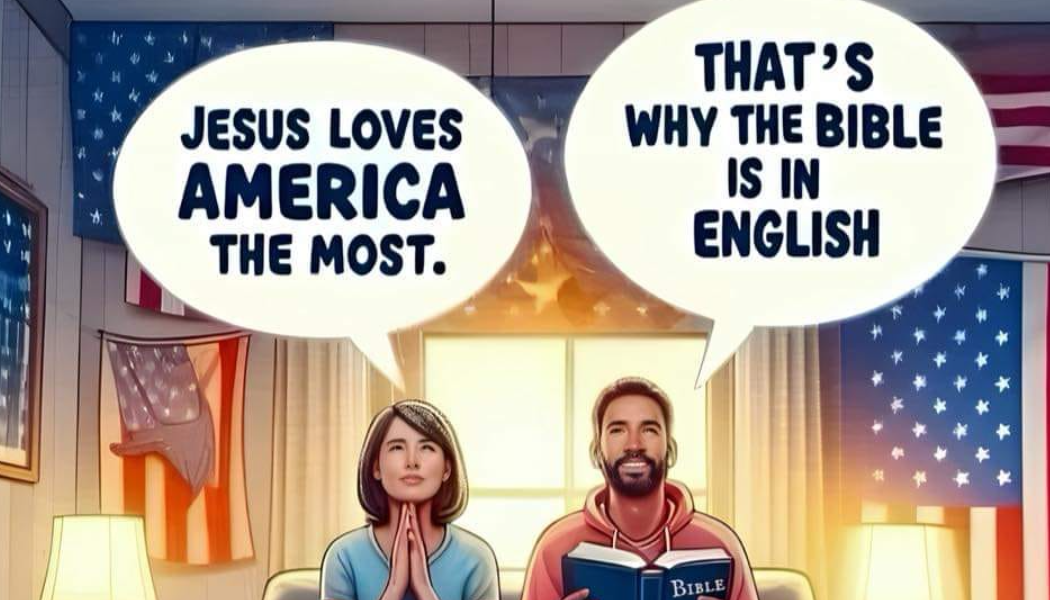 JESUS LOVES
AMERICA
THE MOST.
THAT'S
WHY THE BIBLE
IS IN
ENGLISH
BIBLE